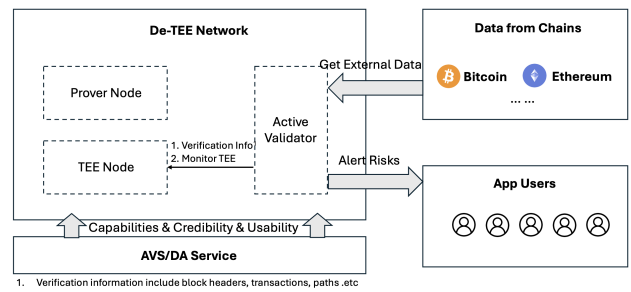 De-TEE Network
Prover Node
TEE Node
Active
Validator
1. Verification Info
2. Monitor TEE
Get External Data
Alert Risks
Data from Chains
Bitcoin
Ethereum
... ...
App Users
Capabilities & Credibility & Usability
AVS/DA Service
1. Verification information include block headers, transactions, paths .etc